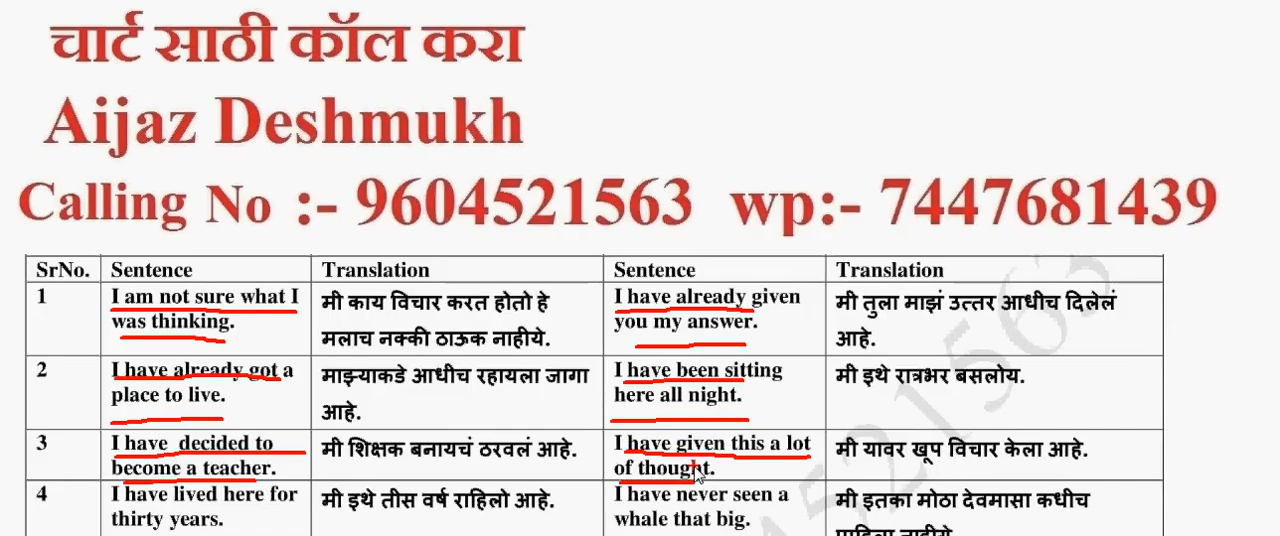 चार्ट साठी कॉल करा
Aijaz Deshmukh
Calling No :- 9604521563 wp:- 7447681439
SrNo. Sentence Translation Sentence Translation
1 I am not sure what I was thinking. मी काय विचार करत होतो हे मलाच नक्की ठाऊक नाहीये. I have already given you my answer. मी तुला माझं उत्तर आधीच दिलेलं आहे.
2 I have already got a place to live. माझ्याकडे आधीच रहायला जागा आहे. I have been sitting here all night. मी इथे रात्रभर बसलोय.
3 I have decided to become a teacher. मी शिक्षक बनायचं ठरवलं आहे. I have given this a lot of thought. मी यावर खूप विचार केला आहे.
4 I have lived here for thirty years. मी इथे तीस वर्ष राहिलो आहे. I have never seen a whale that big. मी इतका मोठा देवमासा कधीच